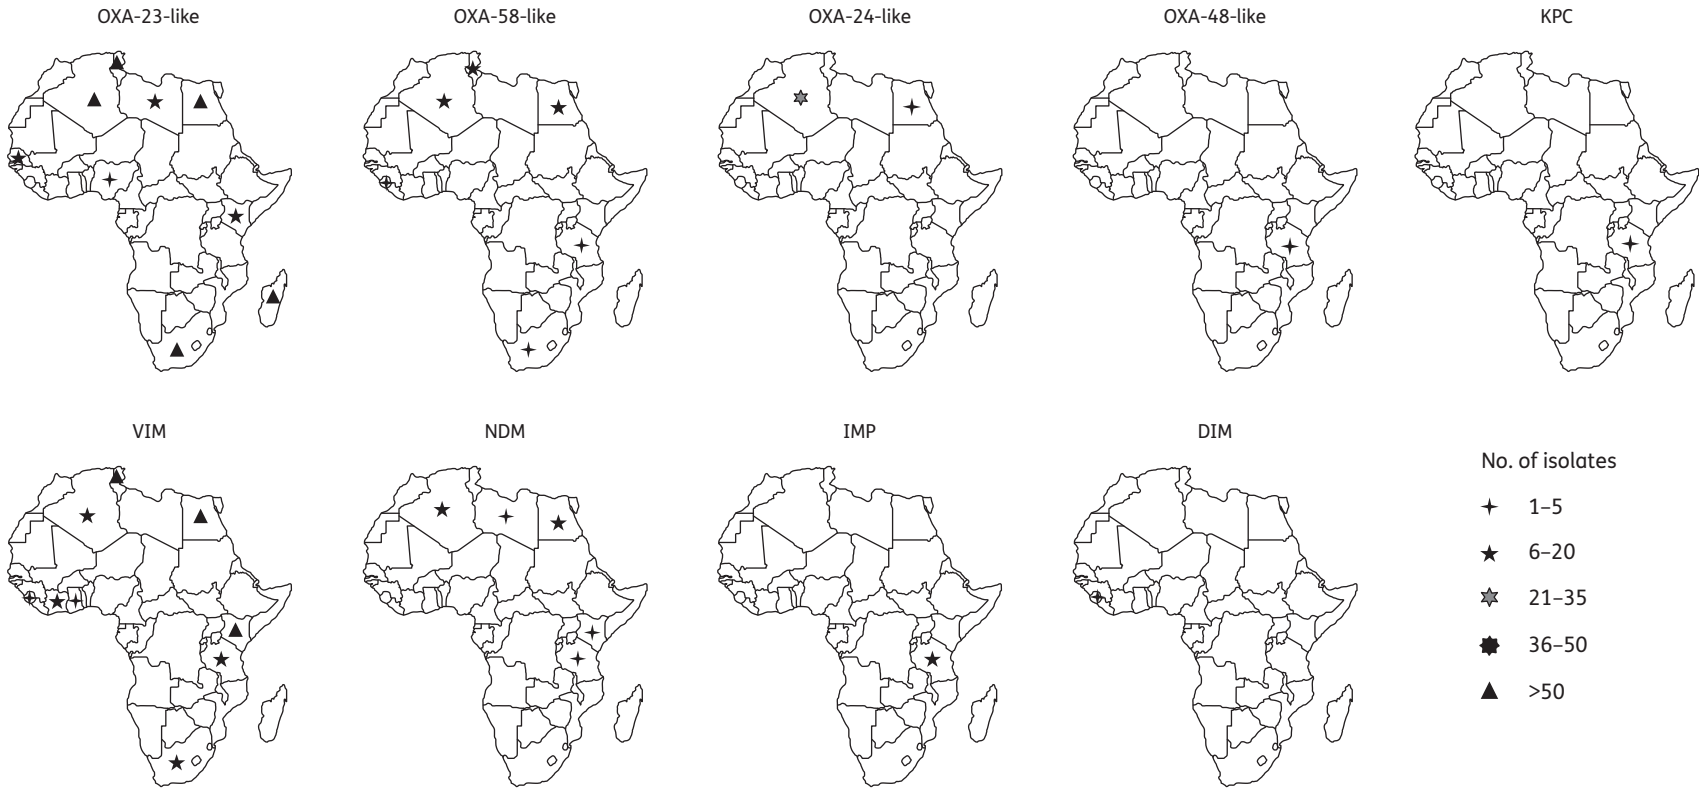 OXA-23-like
OXA-58-like
OXA-24-like
OXA-48-like
KPC
VIM
NDM
IMP
DIM
No. of isolates
1–5
6–20
21–35
36–50
>50